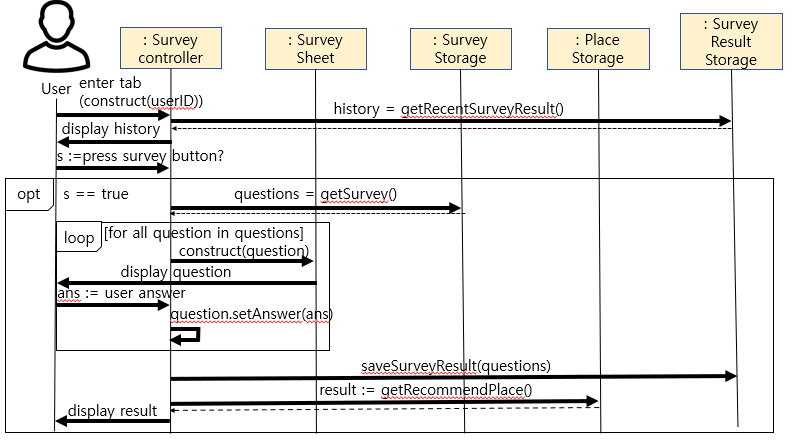 : Survey
controller
: Survey
Sheet
: Survey
Storage
: Place
Storage
: Survey
Result
Storage
User
enter tab
(construct(userID))
history = getRecentSurveyResult()
display history
s :=press survey button?
opt
s == true
questions = getSurvey()
loop
[for all question in questions]
construct(question)
display question
ans := user answer
question.setAnswer(ans)
saveSurveyResult(questions)
result := getRecommendPlace()
display result